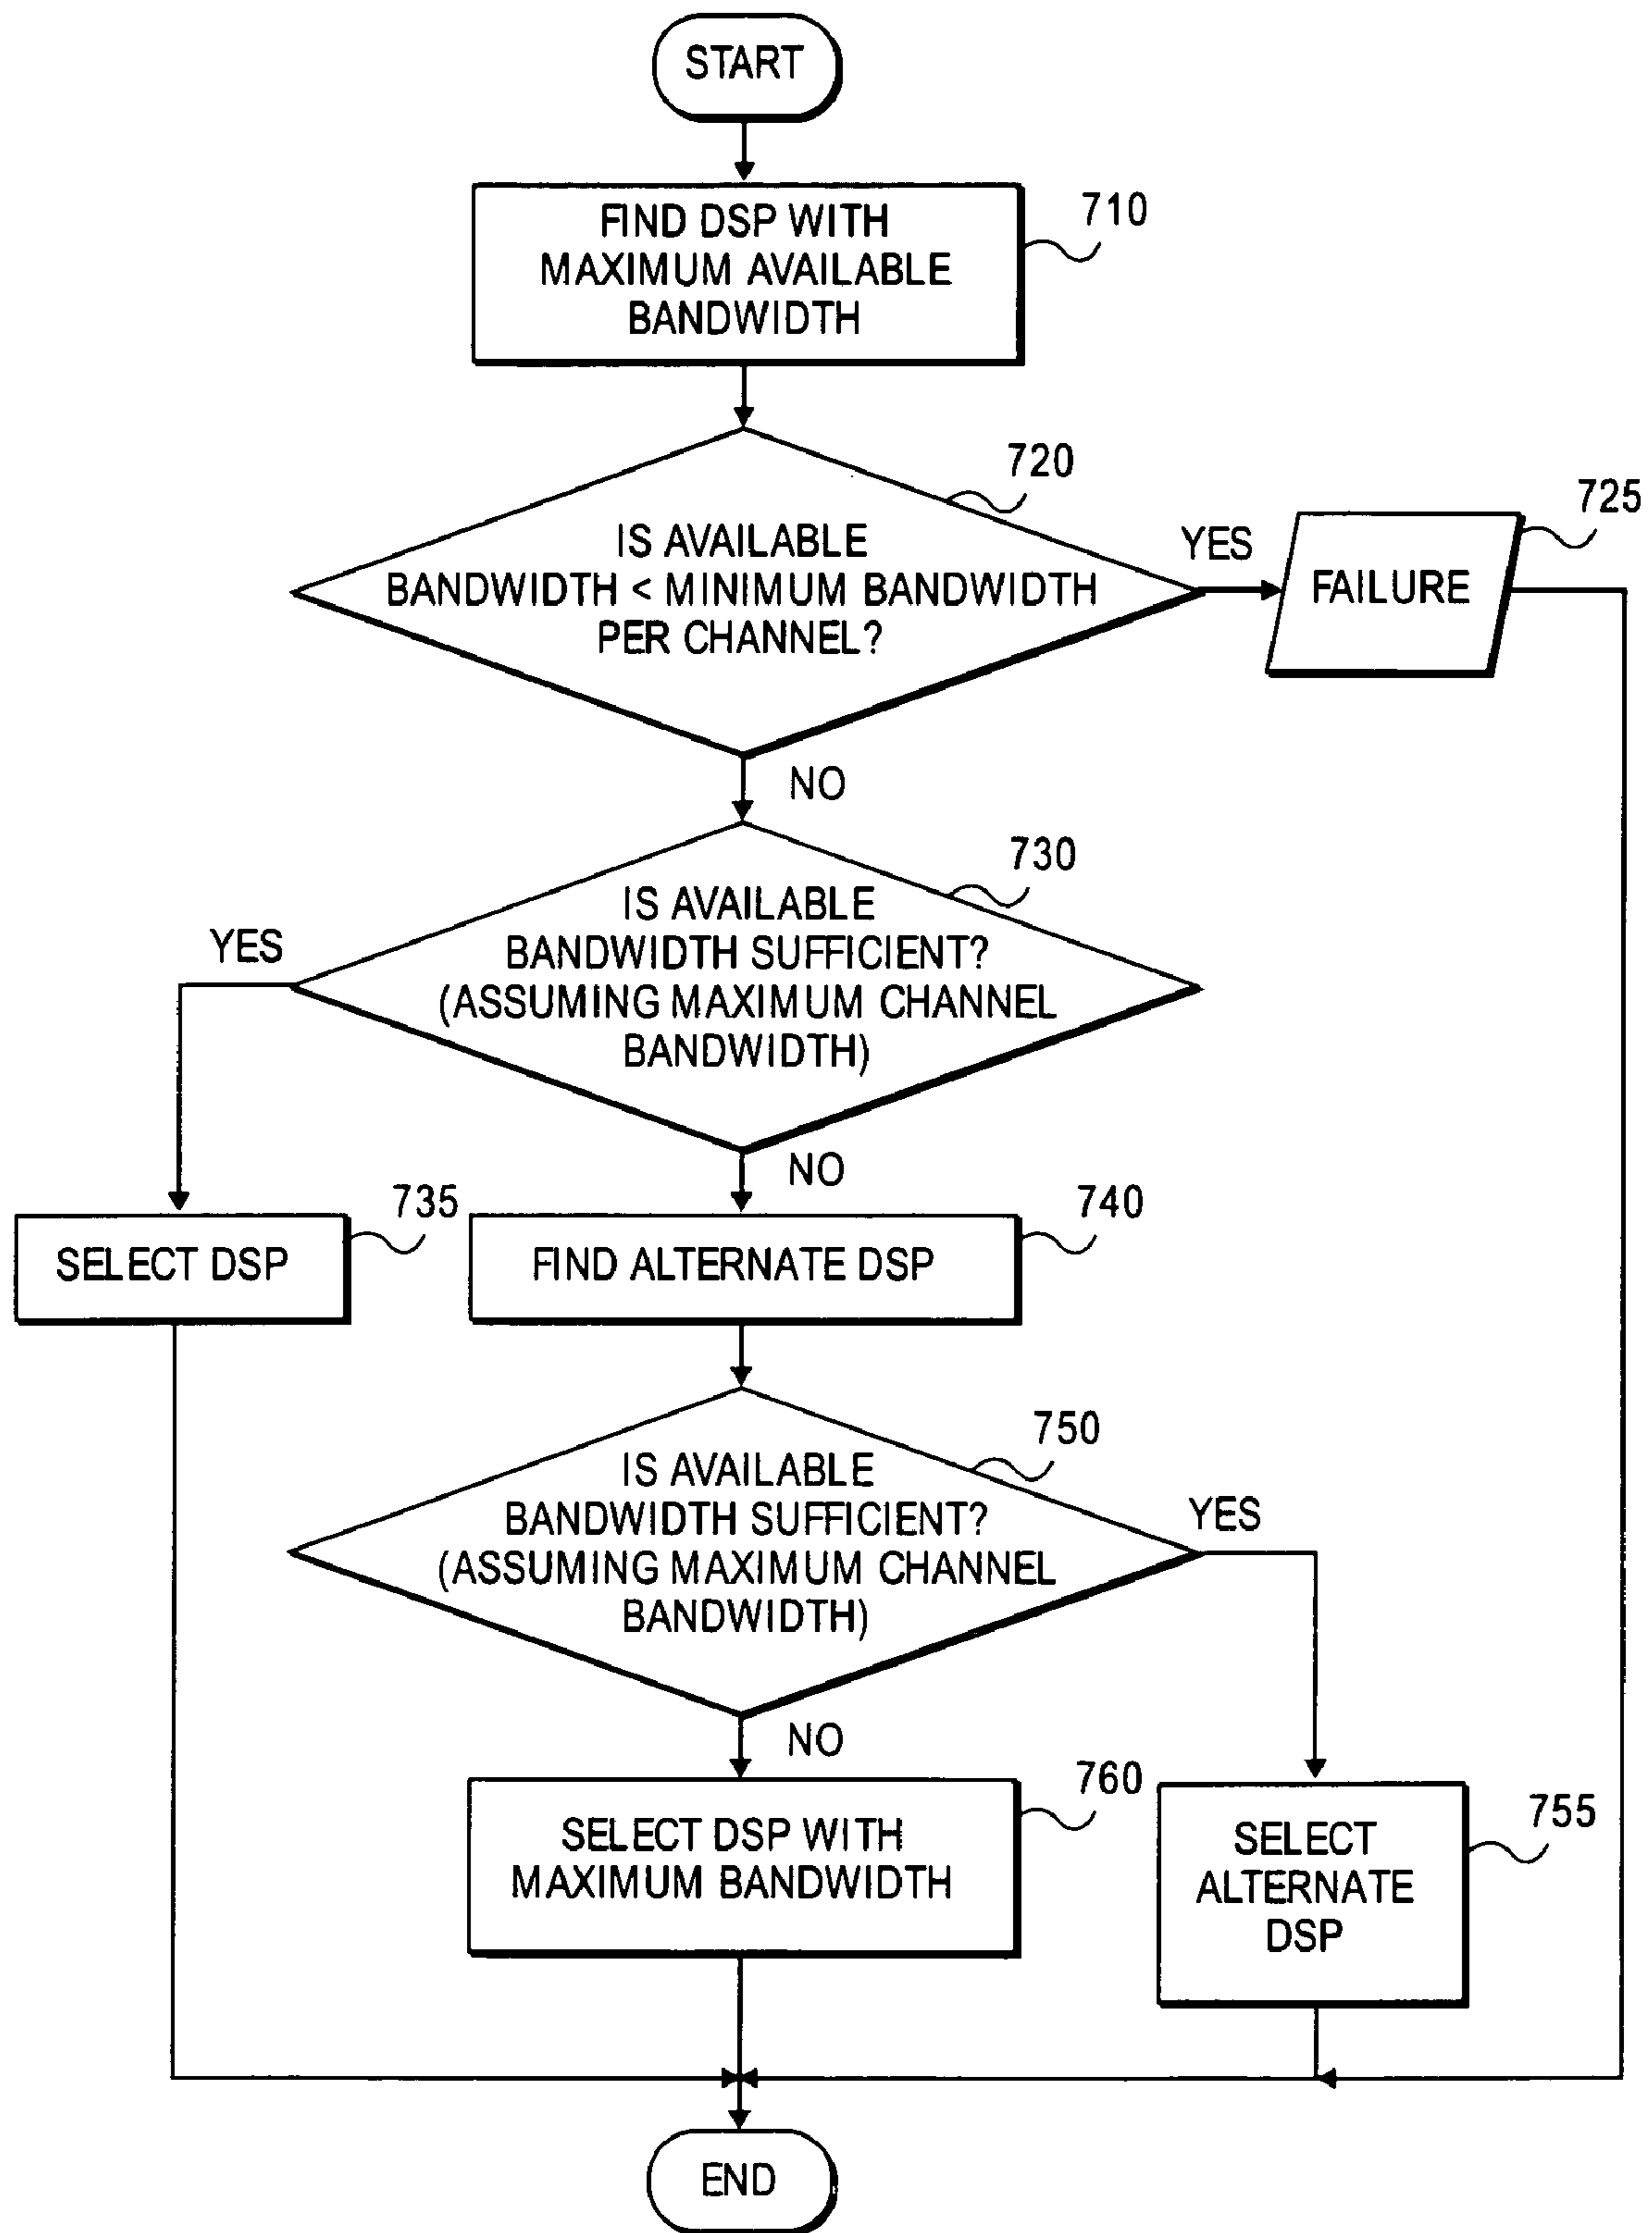 START
FIND DSP WITH
MAXIMUM AVAILABLE
BANDWIDTH
710
720
IS AVAILABLE
BANDWIDTH < MINIMUM BANDWIDTH
PER CHANNEL?
YES
725
FAILURE
NO
730
IS AVAILABLE
BANDWIDTH SUFFICIENT?
(ASSUMING MAXIMUM CHANNEL
BANDWIDTH)
YES
NO
735
SELECT DSP
740
FIND ALTERNATE DSP
750
IS AVAILABLE
BANDWIDTH SUFFICIENT?
(ASSUMING MAXIMUM CHANNEL
BANDWIDTH)
YES
NO
760
SELECT DSP WITH
MAXIMUM BANDWIDTH
755
SELECT
ALTERNATE
DSP
END